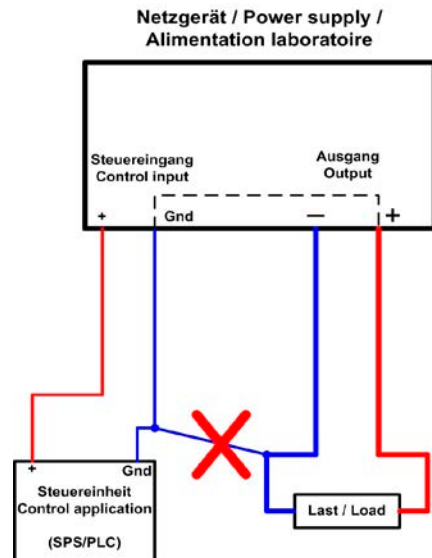 Netzgerät / Power supply /
Alimentation laboratoire
Steuereingang
Control input
Ausgang
Output
+ Gnd — +
+ Gnd
Steuereinheit
Control application
(SPS/PLC)
Last / Load